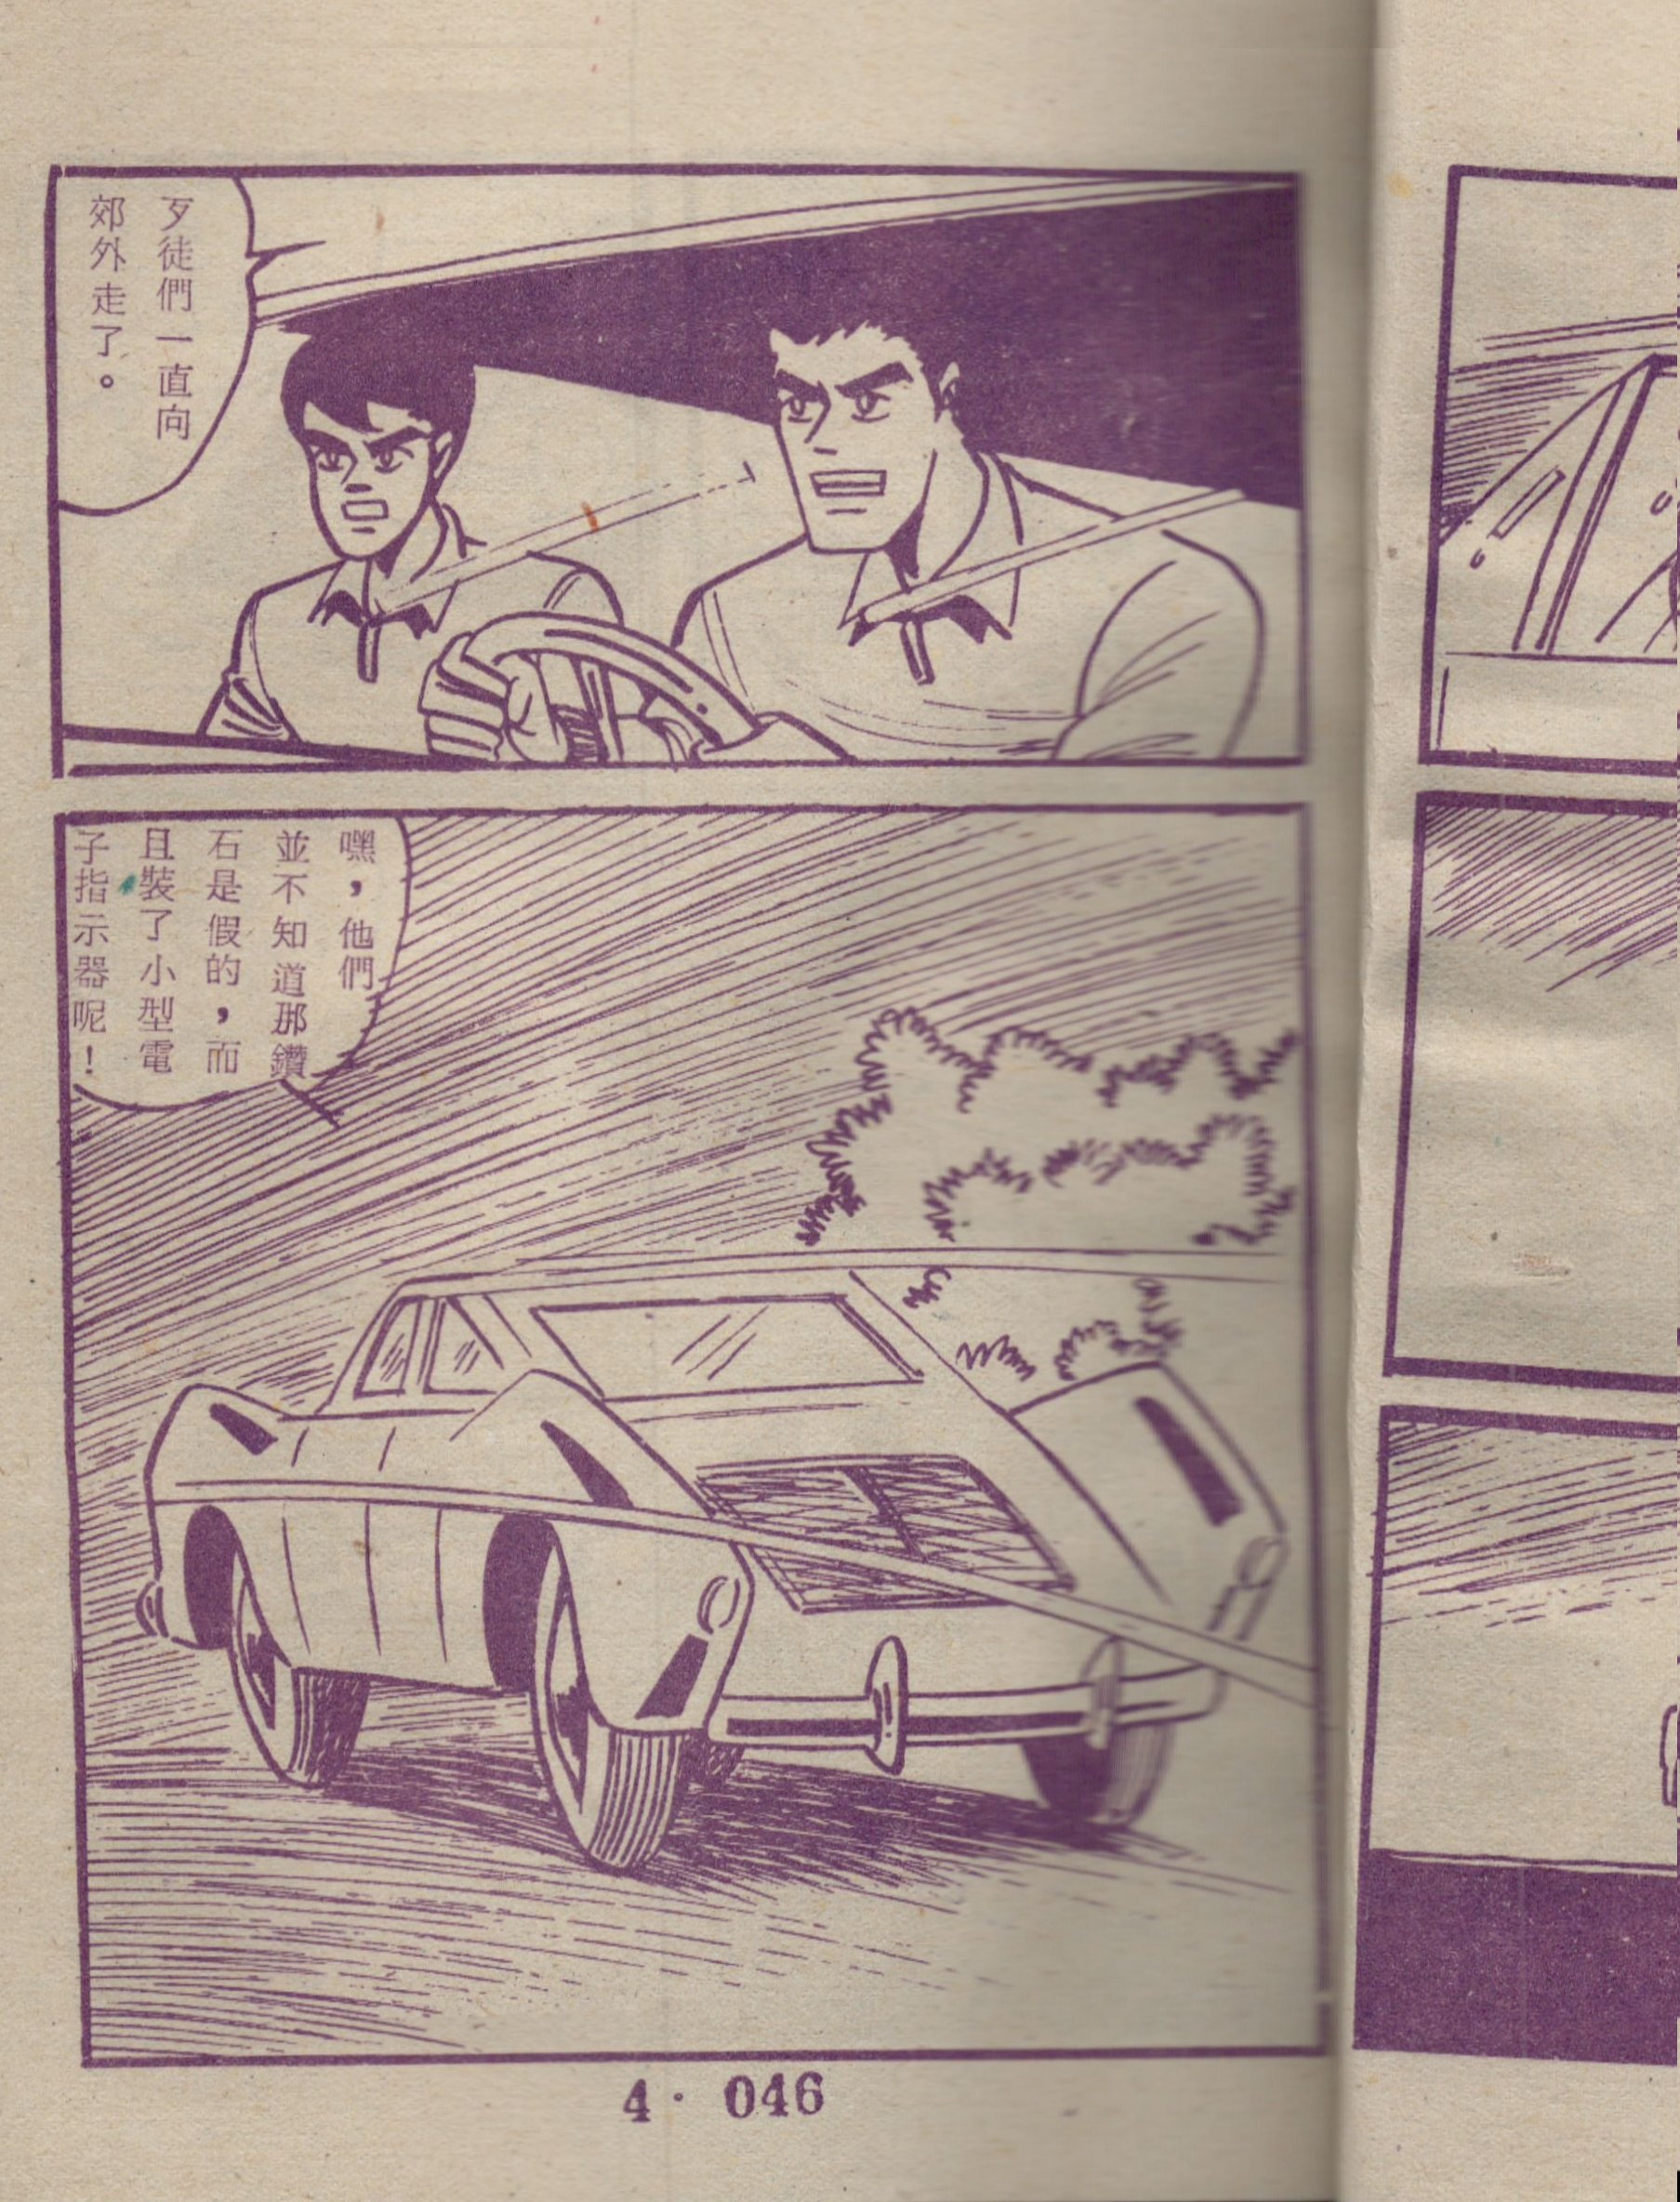 歹徒們一直向
郊外走了。
嘿，他們
並不知道那鑽
石是假的，而
且裝了小型電
子指示器呢！
4·046